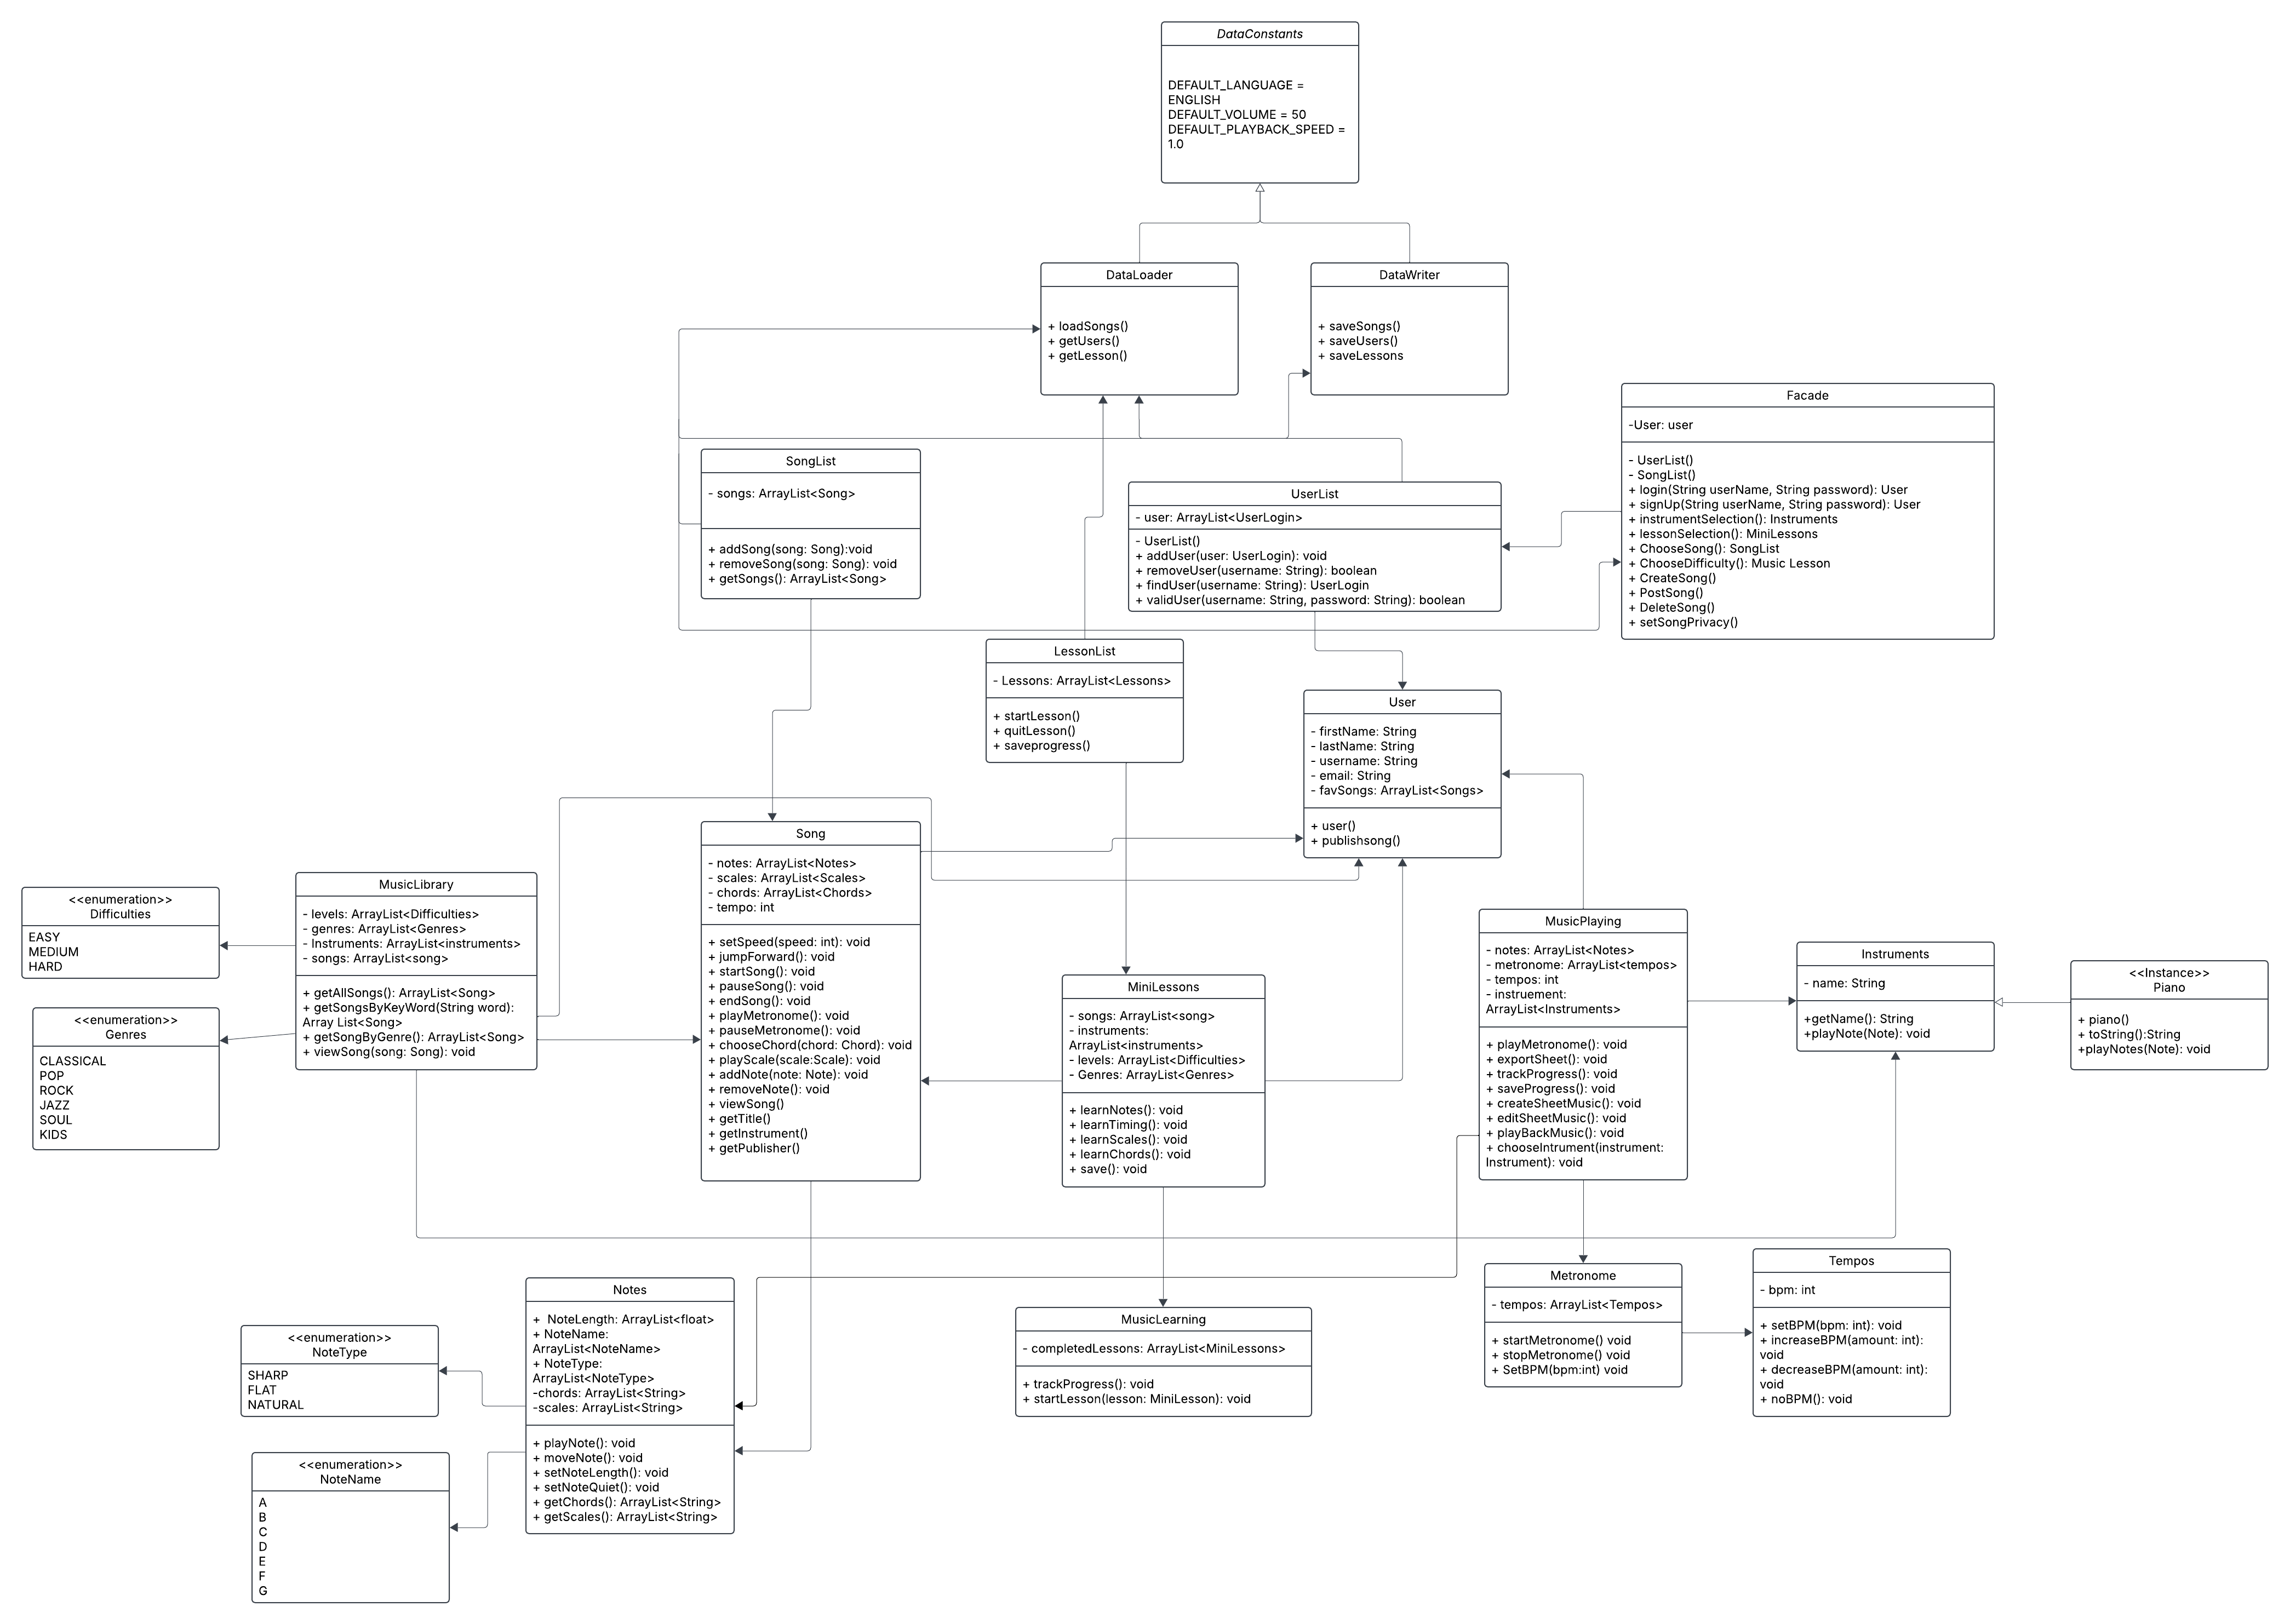 DataConstants
DEFAULT_LANGUAGE =
ENGLISH
DEFAULT_VOLUME = 50
DEFAULT_PLAYBACK_SPEED =
1.0
DataLoader
+ loadSongs()
+ getUsers()
+ getLesson()
DataWriter
+ saveSongs()
+ saveUsers()
+ saveLessons
Facade
-User: user
- UserList()
- SongList()
+ login(String userName, String password): User
+ signUp(String userName, String password): User
+ instrumentSelection(): Instruments
+ lessonSelection(): MiniLessons
+ ChooseSong(): SongList
+ ChooseDifficulty(): Music Lesson
+ CreateSong()
+ PostSong()
+ DeleteSong()
+ setSongPrivacy()
SongList
- songs: ArrayList<Song>
+ addSong(song: Song):void
+ removeSong(song: Song): void
+ getSongs(): ArrayList<Song>
UserList
- user: ArrayList<UserLogin>
- UserList()
+ addUser(user: UserLogin): void
+ removeUser(username: String): boolean
+ findUser(username: String): UserLogin
+ validUser(username: String, password: String): boolean
LessonList
- Lessons: ArrayList<Lessons>
+ startLesson()
+ quitLesson()
+ saveprogress()
User
- firstName: String
- lastName: String
- username: String
- email: String
- favSongs: ArrayList<Songs>
+ user()
+ publishsong()
<<enumeration>>
Difficulties
EASY
MEDIUM
HARD
<<enumeration>>
Genres
CLASSICAL
POP
ROCK
JAZZ
SOUL
KIDS
MusicLibrary
- levels: ArrayList<Difficulties>
- genres: ArrayList<Genres>
- Instruments: ArrayList<instruments>
- songs: ArrayList<song>
+ getAllSongs(): ArrayList<Song>
+ getSongsByKeyWord(String word):
Array List<Song>
+ getSongByGenre(): ArrayList<Song>
+ viewSong(song: Song): void
Song
- notes: ArrayList<Notes>
- scales: ArrayList<Scales>
- chords: ArrayList<Chords>
- tempo: int
+ setSpeed(speed: int): void
+ jumpForward(): void
+ startSong(): void
+ pauseSong(): void
+ endSong(): void
+ playMetronome(): void
+ pauseMetronome(): void
+ chooseChord(chord: Chord): void
+ playScale(scale:Scale): void
+ addNote(note: Note): void
+ removeNote(): void
+ viewSong()
+ getTitle()
+ getInstrument()
+ getPublisher()
MiniLessons
- songs: ArrayList<song>
- instruments:
ArrayList<instruments>
- levels: ArrayList<Difficulties>
- Genres: ArrayList<Genres>
+ learnNotes(): void
+ learnTiming(): void
+ learnScales(): void
+ learnChords(): void
+ save(): void
MusicPlaying
- notes: ArrayList<Notes>
- metronome: ArrayList<tempos>
- tempos: int
- instruement:
ArrayList<Instruments>
+ playMetronome(): void
+ exportSheet(): void
+ trackProgress(): void
+ saveProgress(): void
+ createSheetMusic(): void
+ editSheetMusic(): void
+ playBackMusic(): void
+ chooseIntrument(instrument:
Instrument): void
Instruments
- name: String
+getName(): String
+playNote(Note): void
<<Instance>>
Piano
+ piano()
+ toString():String
+playNotes(Note): void
<<enumeration>>
NoteType
SHARP
FLAT
NATURAL
<<enumeration>>
NoteName
A
B
C
D
E
F
G
Notes
+  NoteLength: ArrayList<float>
+ NoteName:
ArrayList<NoteName>
+ NoteType:
ArrayList<NoteType>
-chords: ArrayList<String>
-scales: ArrayList<String>
+ playNote(): void
+ moveNote(): void
+ setNoteLength(): void
+ setNoteQuiet(): void
+ getChords(): ArrayList<String>
+ getScales(): ArrayList<String>
MusicLearning
- completedLessons: ArrayList<MiniLessons>
+ trackProgress(): void
+ startLesson(lesson: MiniLesson): void
Metronome
- tempos: ArrayList<Tempos>
+ startMetronome() void
+ stopMetronome() void
+ SetBPM(bpm:int) void
Tempos
- bpm: int
+ setBPM(bpm: int): void
+ increaseBPM(amount: int):
void
+ decreaseBPM(amount: int):
void
+ noBPM(): void